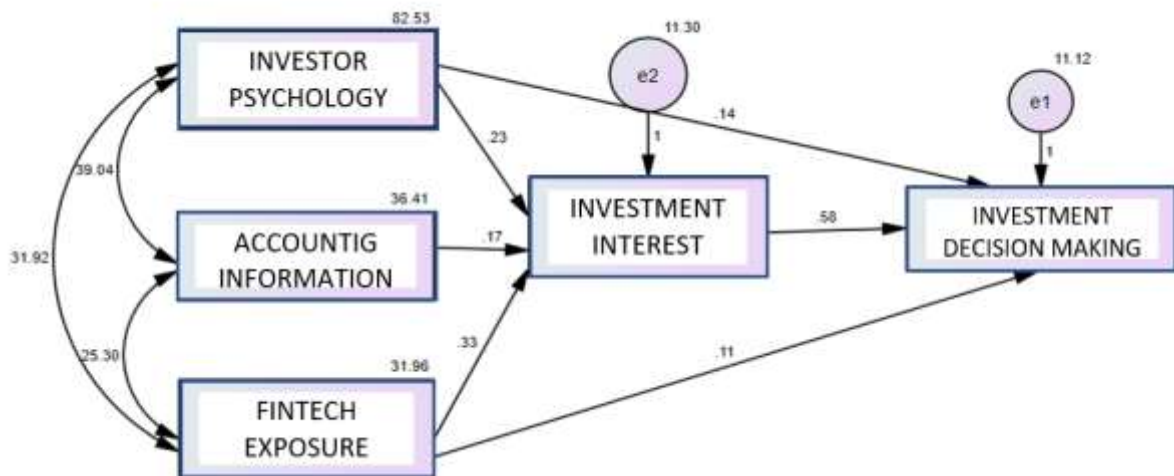 82.53
INVESTOR
PSYCHOLOGY
11.30
e2
11.12
e1
.14
1
1
.23
39.04
36.41
ACCOUNTIG
INFORMATION
.17
INVESTMENT
INTEREST
.58
INVESTMENT
DECISION MAKING
31.92
25.30
.33
.11
31.96
FINTECH
EXPOSURE